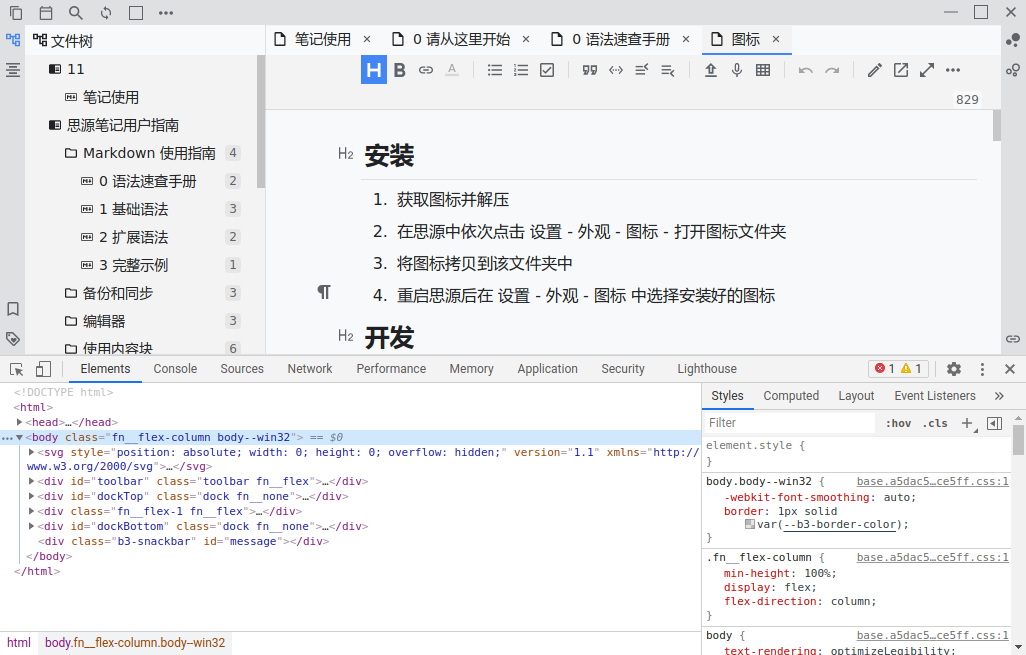 文件树
11
笔记使用
思源笔记用户指南
Markdown 使用指南 4
0 语法速查手册 2
1 基础语法 3
2 扩展语法 2
3 完整示例 1
备份和同步 3
编辑器 3
使用内容块 6
笔记使用 ×
0 请从这里开始 ×
0 语法速查手册 ×
图标 ×
H B A
829
H2 安装
1. 获取图标并解压
2. 在思源中依次点击 设置 - 外观 - 图标 - 打开图标文件夹
3. 将图标拷贝到该文件夹中
4. 重启思源后在 设置 - 外观 - 图标 中选择安装好的图标
H2 开发
Elements Console Sources Network Performance Memory Application Security Lighthouse 1 1
<!DOCTYPE html>
<html>
<head>…</head>
<body class="fn__flex-column body--win32"> == $0
<svg style="position: absolute; width: 0; height: 0; overflow: hidden;" version="1.1" xmlns="http://
www.w3.org/2000/svg">…</svg>
<div id="toolbar" class="toolbar fn__flex">…</div>
<div id="dockTop" class="dock fn__none">…</div>
<div class="fn__flex-1 fn__flex">…</div>
<div id="dockBottom" class="dock fn__none">…</div>
<div class="b3-snackbar" id="message"></div>
</body>
</html>
html body.fn__flex-column.body--win32
Styles Computed Layout Event Listeners »
Filter :hov .cls +
element.style {
}
body.body--win32 { base.a5dac5…ce5ff.css:1
-webkit-font-smoothing: auto;
border: 1px solid
var(--b3-border-color);
}
.fn__flex-column { base.a5dac5…ce5ff.css:1
min-height: 100%;
display: flex;
flex-direction: column;
}
body { base.a5dac5…ce5ff.css:1
text-rendering: optimizeLegibility;